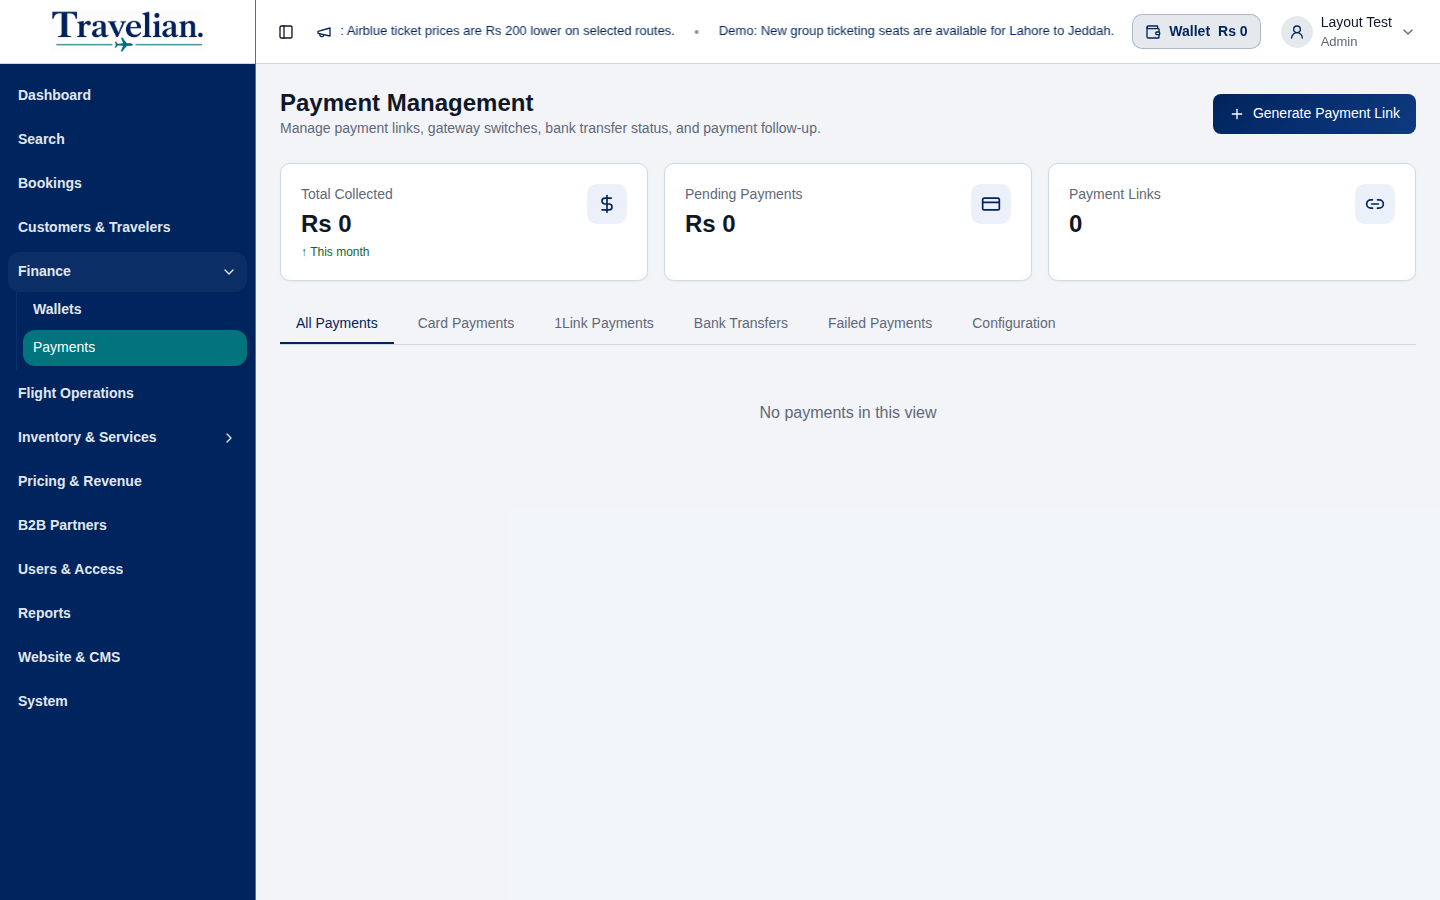 Travelian.
: Airblue ticket prices are Rs 200 lower on selected routes. • Demo: New group ticketing seats are available for Lahore to Jeddah.
Wallet Rs 0
Layout Test
Admin
Dashboard
Search
Bookings
Customers & Travelers
Finance
Wallets
Payments
Flight Operations
Inventory & Services
Pricing & Revenue
B2B Partners
Users & Access
Reports
Website & CMS
System
Payment Management
Manage payment links, gateway switches, bank transfer status, and payment follow-up.
Generate Payment Link
Total Collected
Rs 0
↑ This month
Pending Payments
Rs 0
Payment Links
0
All Payments Card Payments 1Link Payments Bank Transfers Failed Payments Configuration
No payments in this view